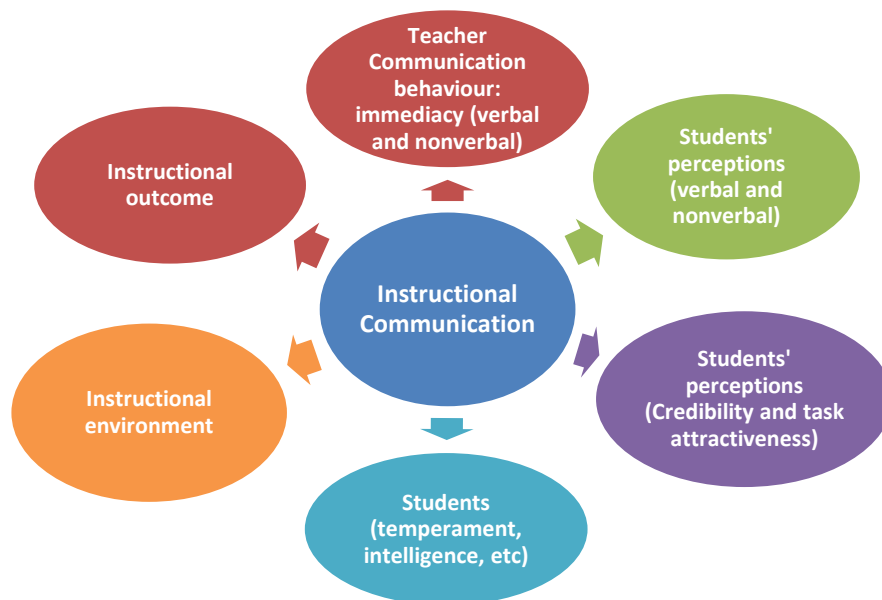 Teacher
Communication
behaviour:
immediacy (verbal
and nonverbal)
Students'
perceptions
(verbal and
nonverbal)
Instructional
outcome
Instructional
Communication
Students'
perceptions
(Credibility and task
attractiveness)
Instructional
environment
Students
(temperament,
intelligence, etc)